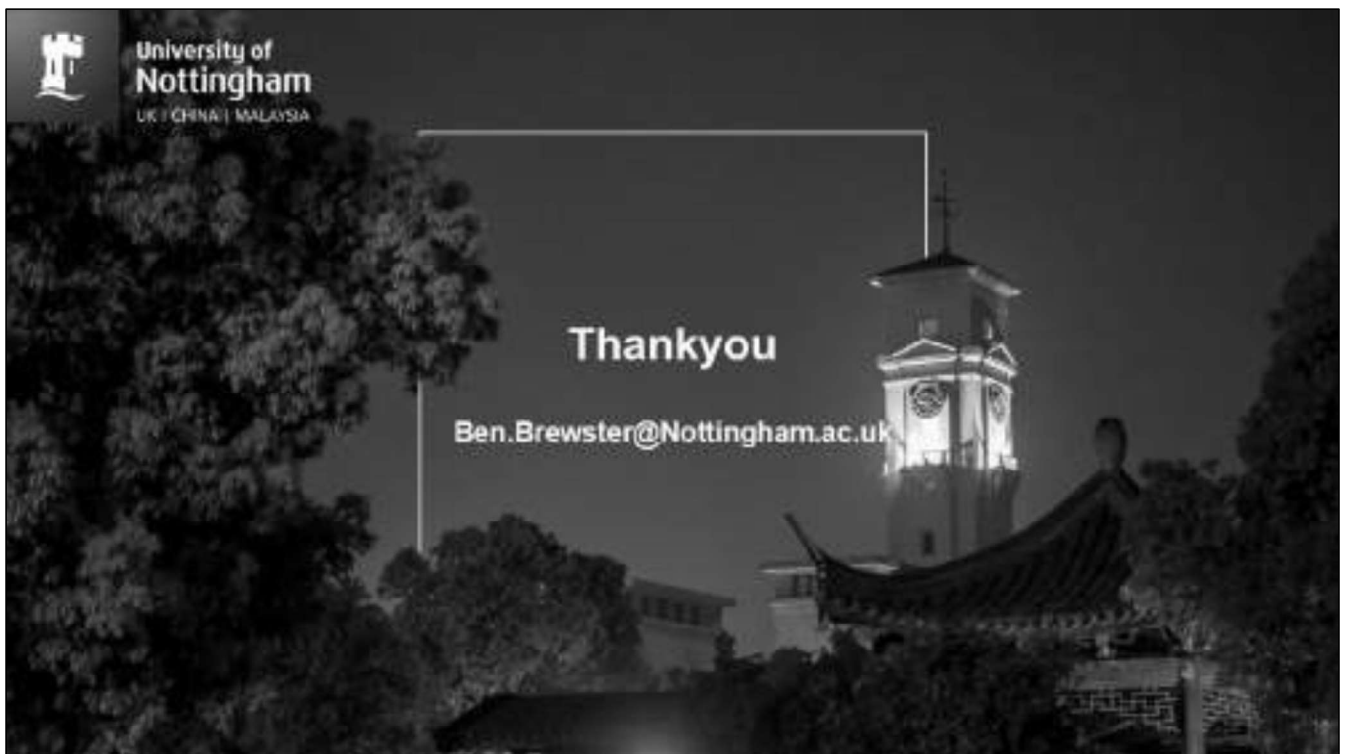 University of
Nottingham
UK | CHINA | MALAYSIA
Thankyou
Ben.Brewster@Nottingham.ac.uk